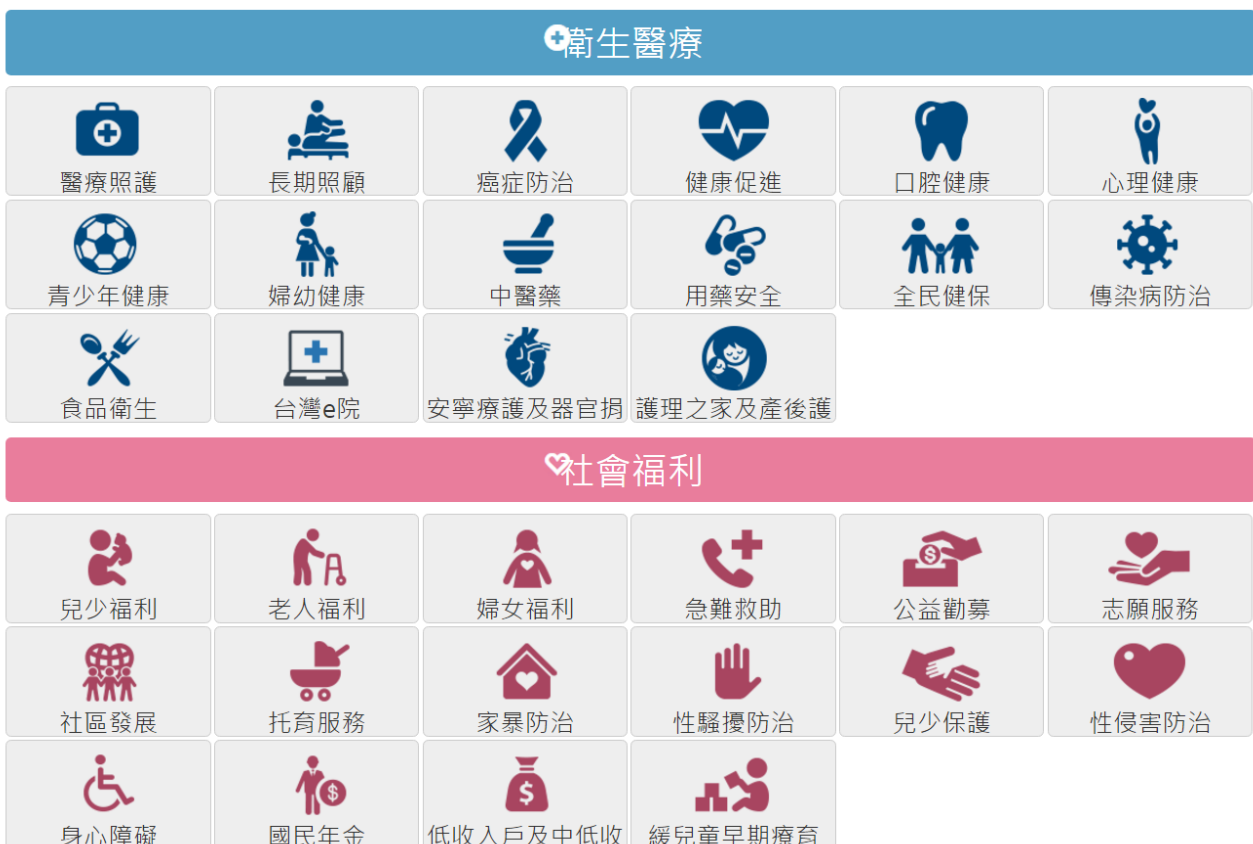 衛生醫療
醫療照護
長期照顧
癌症防治
健康促進
口腔健康
心理健康
青少年健康
婦幼健康
中醫藥
用藥安全
全民健保
傳染病防治
食品衛生
台灣e院
安寧療護及器官捐
護理之家及產後護
社會福利
兒少福利
老人福利
婦女福利
急難救助
公益勸募
志願服務
社區發展
托育服務
家暴防治
性騷擾防治
兒少保護
性侵害防治
身心障礙
國民年金
低收入戶及中低收
緩兒童早期療育